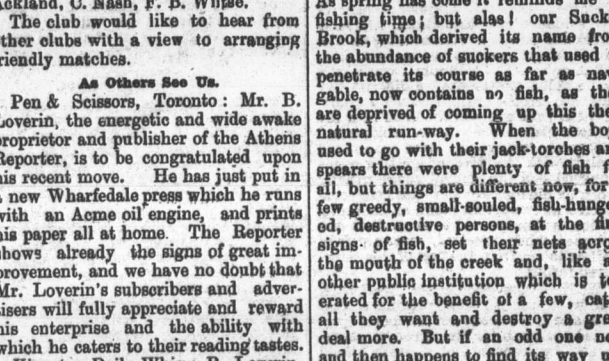 Ackland, C. Nash, F. B. Wiltse.
The club would like to hear from
other clubs with a view to arranging
friendly matches.
As Others See Us.
Pen & Scissors, Toronto: Mr. B.
Loverin, the energetic and wide awake
proprietor and publisher of the Athens
Reporter, is to be congratulated upon
his recent move. He has just put in
a new Wharfedale press which he runs
with an Acme oil engine, and prints
his paper all at home. The Reporter
shows already the signs of great im-
provement, and we have no doubt that
Mr. Loverin's subscribers and adver-
tisers will fully appreciate and reward
his enterprise and the ability with
which he caters to their reading tastes.
As spring has come it reminds me
fishing time; but alas! our Suck
Brook, which derived its name fro
the abundance of suckers that used
penetrate its course as far as nav
gable, now contains no fish, as the
are deprived of coming up this the
natural run-way. When the bo
used to go with their jack-torches an
spears there were plenty of fish f
all, but things are different now, for
few greedy, small-souled, fish-hung
ed, destructive persons, at the fir
signs of fish, set their nets acro
the mouth of the creek and, like
other public institution which is to
erated for the benefit of a few, cap
all they want and destroy a gre
deal more. But if an odd one n
and then happens to find its way